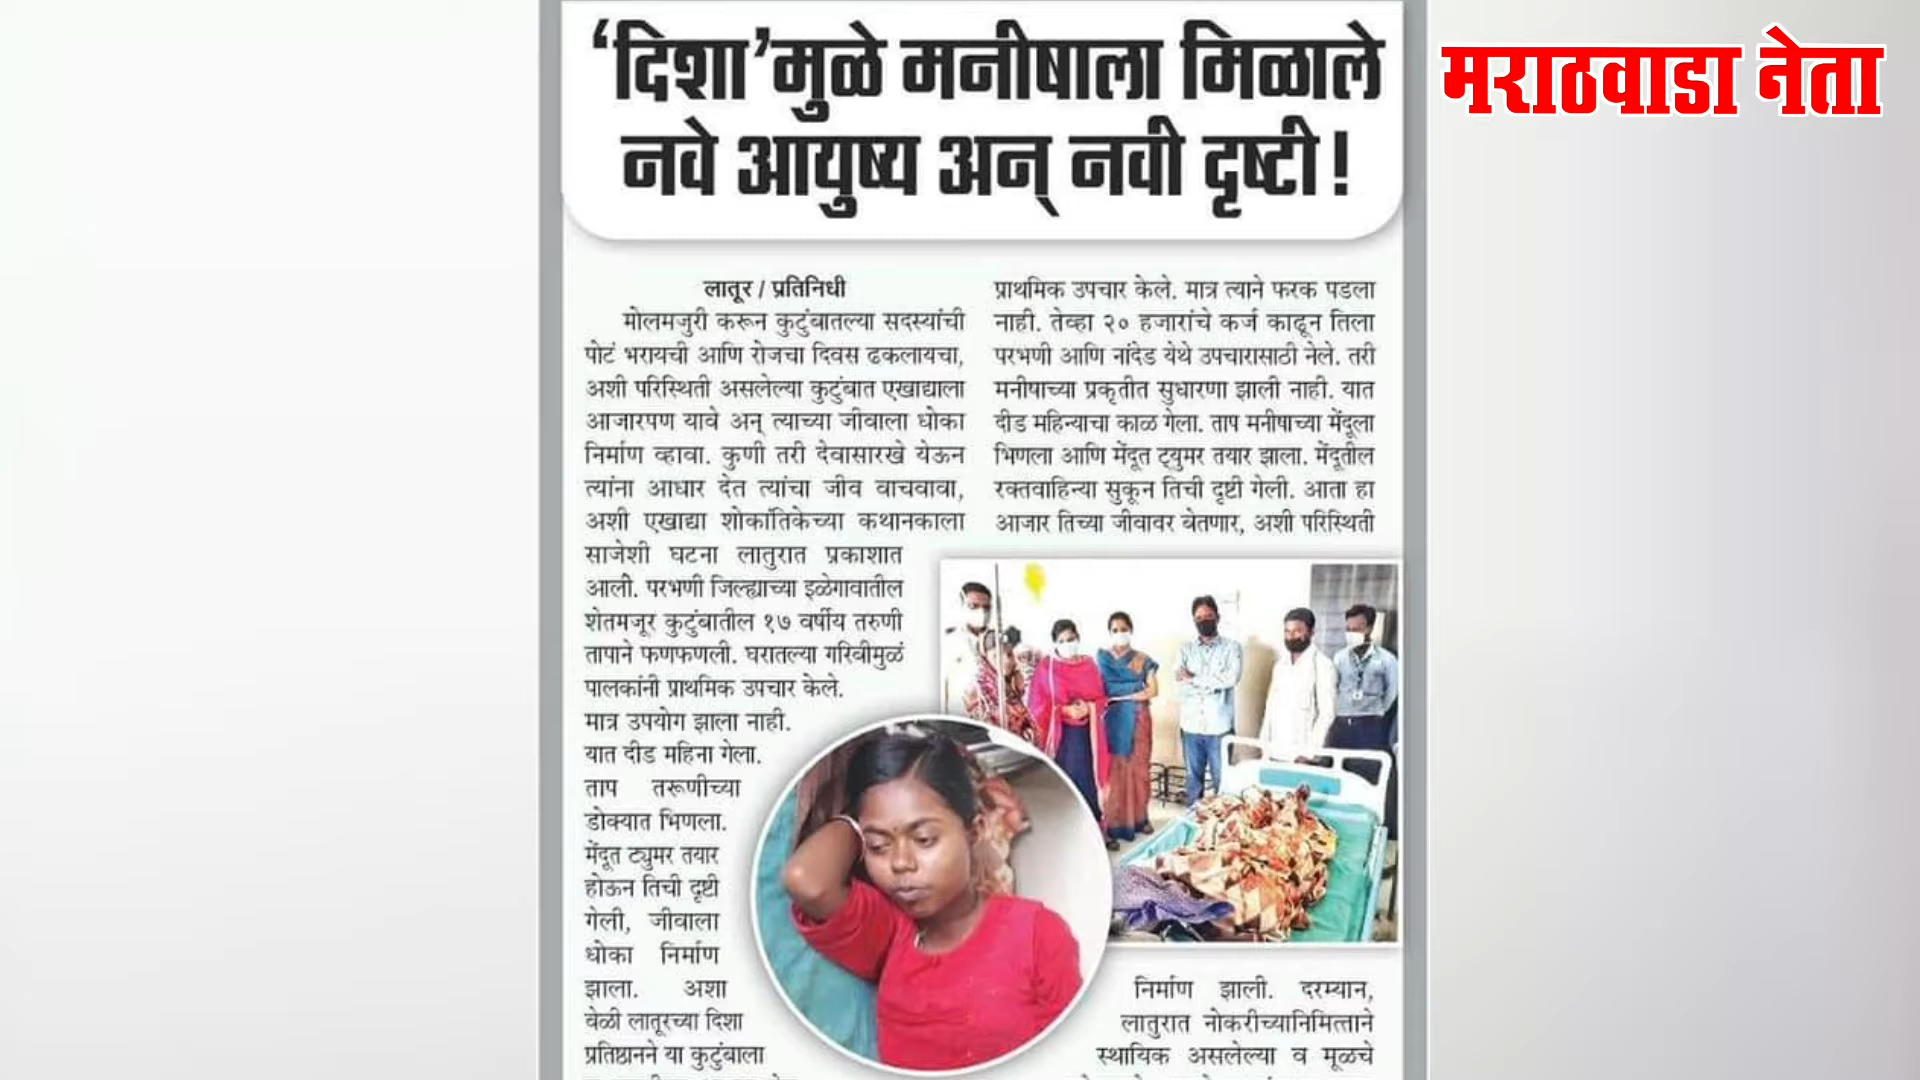 ‘दिशा’मुळे मनीषाला मिळाले
नवे आयुष्य अन् नवी दृष्टी!
मराठवाडा नेता
लातूर / प्रतिनिधी
मोलमजुरी करून कुटुंबातल्या सदस्यांची
पोटं भरायची आणि रोजचा दिवस ढकलायचा,
अशी परिस्थिती असलेल्या कुटुंबात एखाद्याला
आजारपण यावे अन् त्याच्या जीवाला धोका
निर्माण व्हावा. कुणी तरी देवासारखे येऊन
त्यांना आधार देत त्यांचा जीव वाचवावा,
अशी एखाद्या शोकांतिकेच्या कथानकाला
साजेशी घटना लातुरात प्रकाशात
आली. परभणी जिल्ह्याच्या इळेगावातील
शेतमजूर कुटुंबातील १७ वर्षीय तरुणी
तापाने फणफणली. घरातल्या गरिबीमुळं
पालकांनी प्राथमिक उपचार केले.
मात्र उपयोग झाला नाही.
यात दीड महिना गेला.
ताप तरूणीच्या
डोक्यात भिणला.
मेंदूत ट्युमर तयार
होऊन तिची दृष्टी
गेली, जीवाला
धोका निर्माण
झाला. अशा
वेळी लातूरच्या दिशा
प्रतिष्ठानने या कुटुंबाला
प्राथमिक उपचार केले. मात्र त्याने फरक पडला
नाही. तेव्हा २० हजारांचे कर्ज काढून तिला
परभणी आणि नांदेड येथे उपचारासाठी नेले. तरी
मनीषाच्या प्रकृतीत सुधारणा झाली नाही. यात
दीड महिन्याचा काळ गेला. ताप मनीषाच्या मेंदूला
भिणला आणि मेंदूत ट्युमर तयार झाला. मेंदूतील
रक्तवाहिन्या सुकून तिची दृष्टी गेली. आता हा
आजार तिच्या जीवावर बेतणार, अशी परिस्थिती
निर्माण झाली. दरम्यान,
लातुरात नोकरीच्यानिमित्ताने
स्थायिक असलेल्या व मूळचे